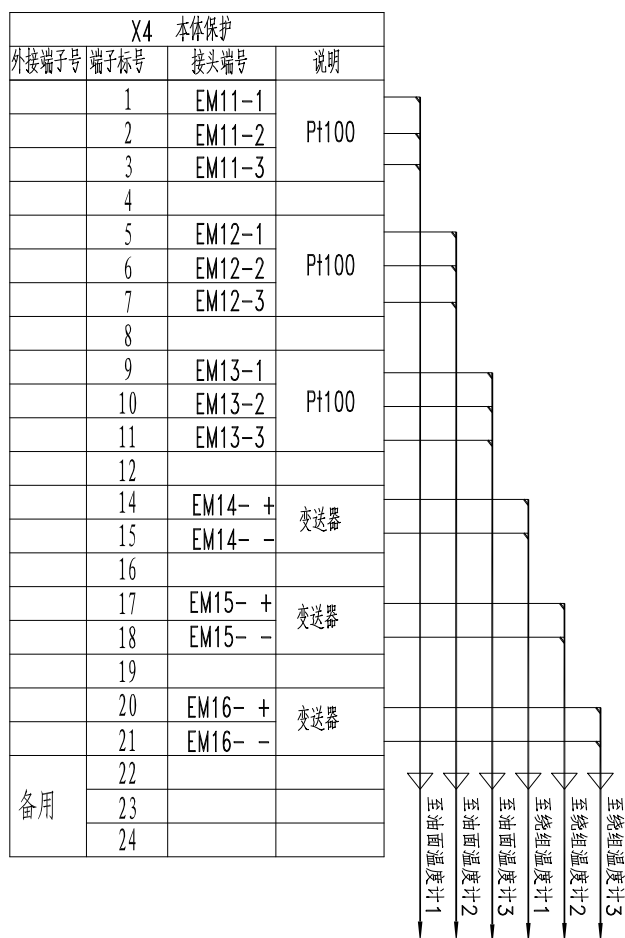 X4 本体保护
外接端子号 端子标号 接头端号 说明
1 EM11-1
2 EM11-2 Pt100
3 EM11-3
4
5 EM12-1
6 EM12-2 Pt100
7 EM12-3
8
9 EM13-1
10 EM13-2 Pt100
11 EM13-3
12
14 EM14- + 变送器
15 EM14- -
16
17 EM15- + 变送器
18 EM15- -
19
20 EM16- + 变送器
21 EM16- -
22
备用 23
24
至油面温度计1
至油面温度计2
至油面温度计3
至绕组温度计1
至绕组温度计2
至绕组温度计3